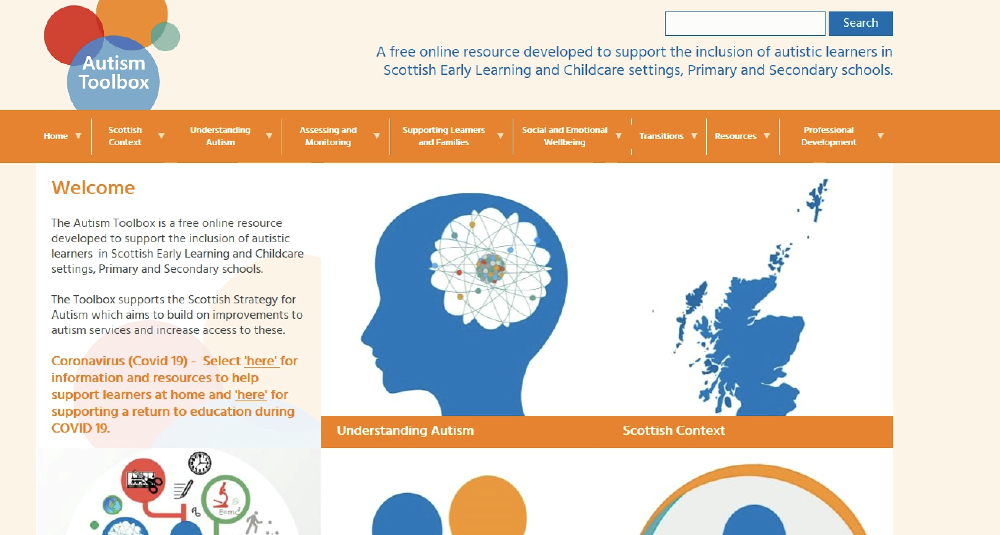 Autism
Toolbox
Search
A free online resource developed to support the inclusion of autistic learners in
Scottish Early Learning and Childcare settings, Primary and Secondary schools.
Home
Scottish
Context
Understanding
Autism
Assessing and
Monitoring
Supporting Learners
and Families
Social and Emotional
Wellbeing
Transitions
Resources
Professional
Development
Welcome
The Autism Toolbox is a free online resource
developed to support the inclusion of autistic
learners  in Scottish Early Learning and Childcare
settings, Primary and Secondary schools.
The Toolbox supports the Scottish Strategy for
Autism which aims to build on improvements to
autism services and increase access to these.
Coronavirus (Covid 19) -  Select 'here' for
information and resources to help
support learners at home and 'here' for
supporting a return to education during
COVID 19.
Understanding Autism
Scottish Context
E=mc²